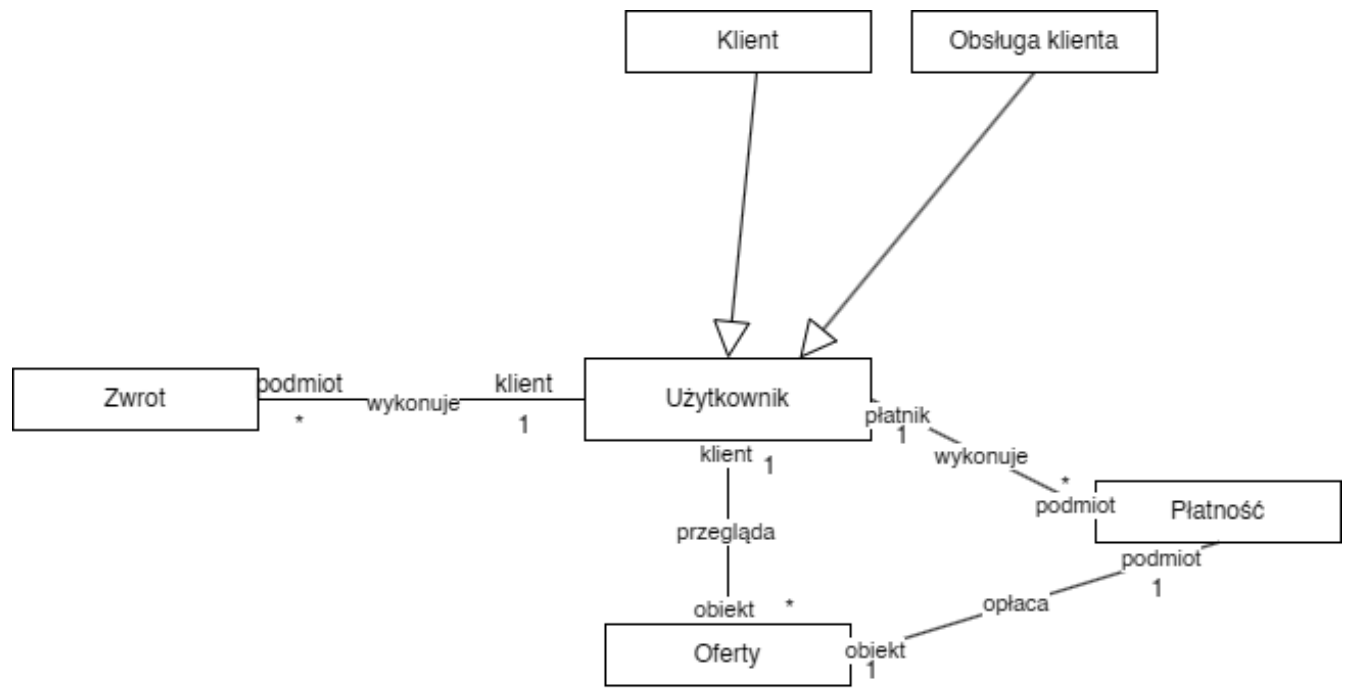 Klient
Obsługa klienta
Zwrot
podmiot
*
wykonuje
klient
1
Użytkownik
płatnik
1
wykonuje
*
podmiot
Płatność
klient
1
przegląda
obiekt
*
Oferty
podmiot
1
opłaca
obiekt
1